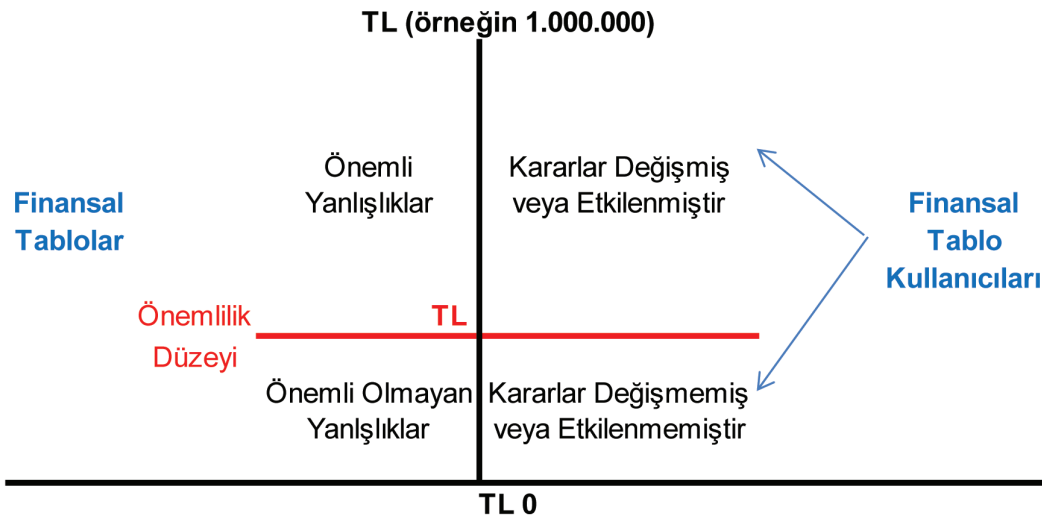 TL (örneğin 1.000.000)
Önemli
Yanlışlıklar
Kararlar Değişmiş
veya Etkilenmiştir
Finansal
Tablolar
Finansal
Tablo
Kullanıcıları
Önemlilik
Düzeyi
TL
Önemli Olmayan
Yanlışlıklar
Kararlar Değişmemiş
veya Etkilenmemiştir
TL 0